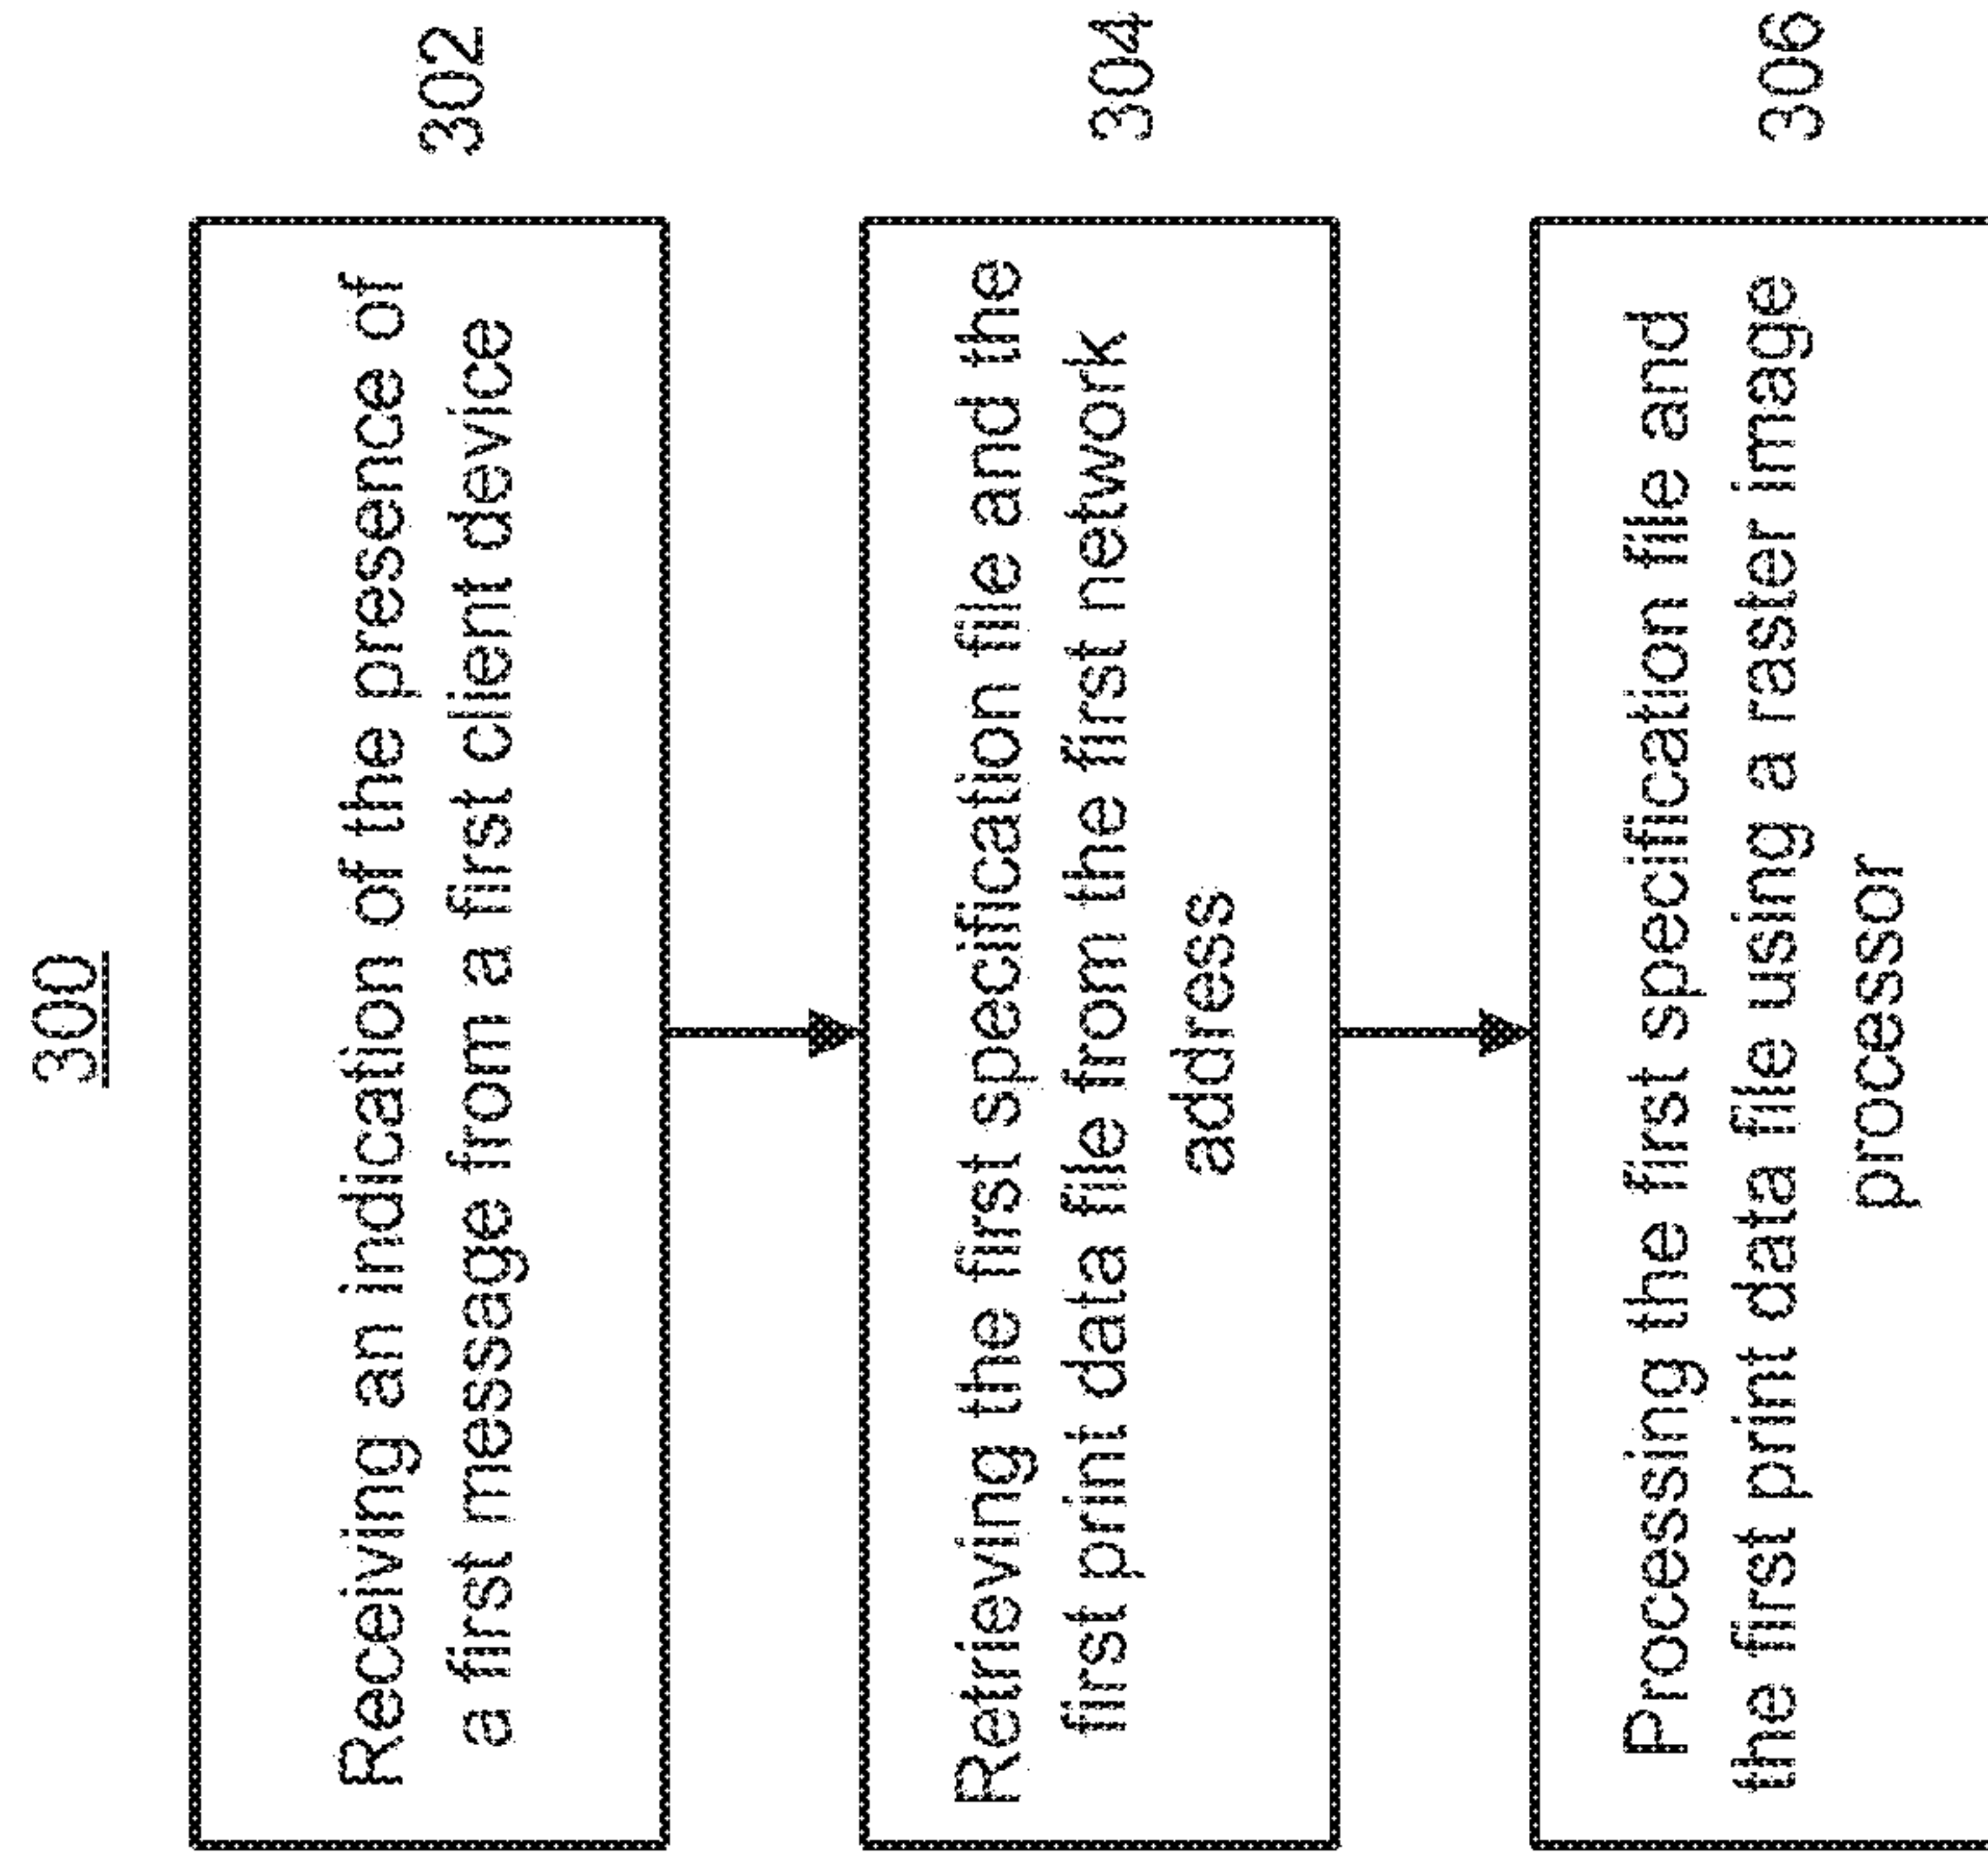 300
Receiving an indication of the presence of
a first message from a first client device
302
Retrieving the first specification file and the
first print data file from the first network
address
304
Processing the first specification file and
the first print data file using a raster image
processor
306